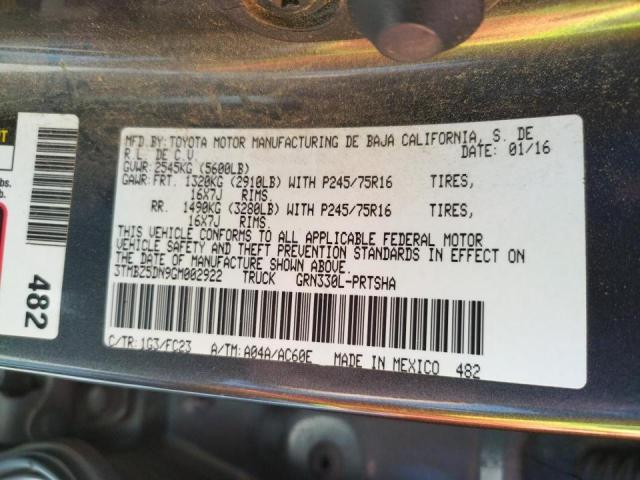 MFD.BY:TOYOTA MOTOR MANUFACTURING DE BAJA CALIFORNIA, S. DE
R.L. DE C.V. DATE: 01/16
GVWR:2545KG (5600LB)
GAWR:FRT. 1320KG (2910LB) WITH P245/75R16 TIRES,
16X7J RIMS.
RR. 1490KG (3280LB) WITH P245/75R16 TIRES,
16X7J RIMS.
THIS VEHICLE CONFORMS TO ALL APPLICABLE FEDERAL MOTOR
VEHICLE SAFETY AND THEFT PREVENTION STANDARDS IN EFFECT ON
THE DATE OF MANUFACTURE SHOWN ABOVE.
3TMBZ5DN9GM002922 TRUCK GRN330L-PRTSHA
C/TR:1G3/FC23 A/TM:A04A/AC60E MADE IN MEXICO 482
482